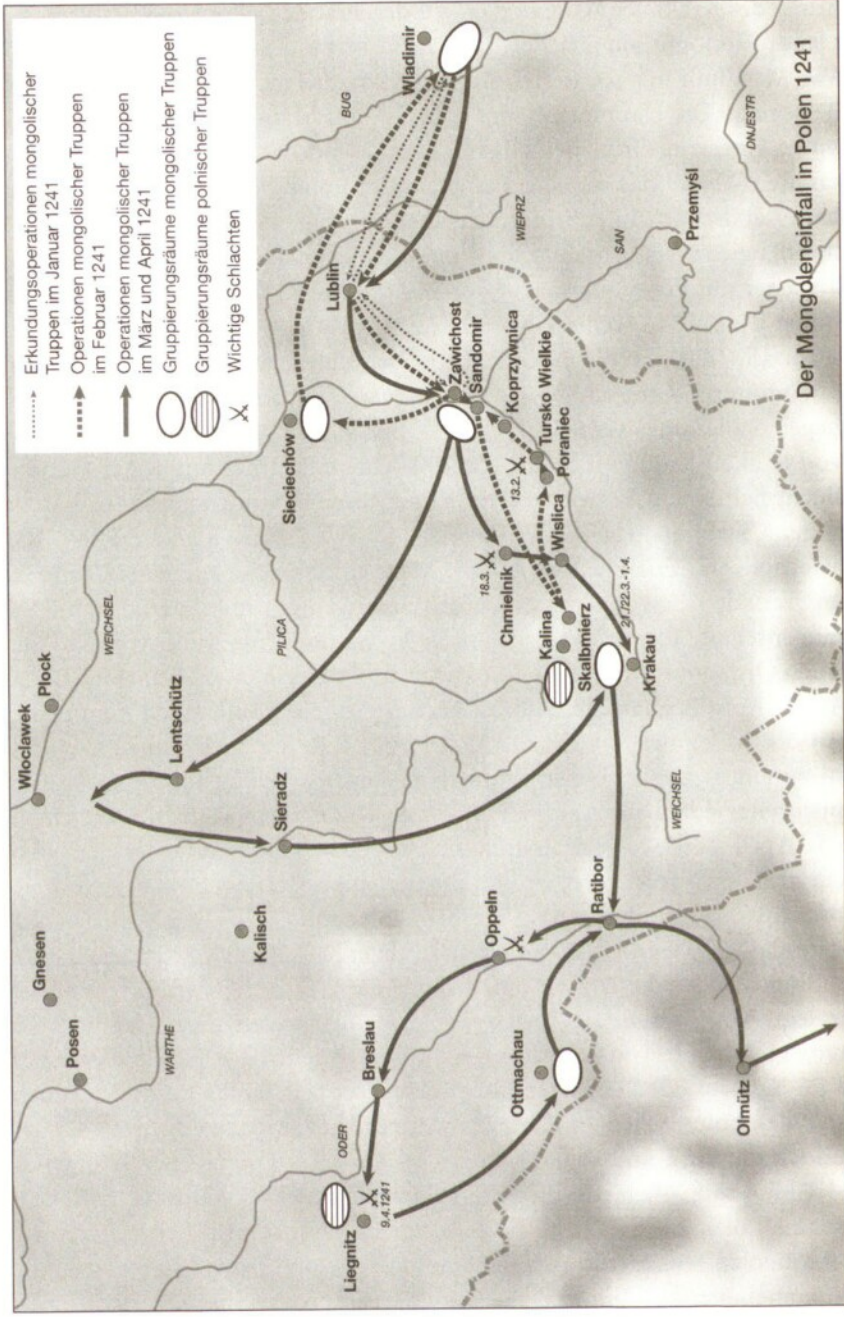 Erkundungsoperationen mongolischer
Truppen im Januar 1241
Operationen mongolischer Truppen
im Februar 1241
Operationen mongolischer Truppen
im März und April 1241
Gruppierungsräume mongolischer Truppen
Gruppierungsräume polnischer Truppen
Wichtige Schlachten
Wladimir
BUG
Lublin
WIEPRZ
Sieciechów
Zawichost
Sandomir
Koprzywnica
Tursko Wielkie
Poraniec
13.2.
SAN
Przemyśl
DNJESTR
WEICHSEL
PILICA
18.3.
Chmielnik
Wislica
Kalina
Skalbmierz
21./22.3.-1.4.
Krakau
Wloclawek
Plock
Lentschütz
Sieradz
WEICHSEL
Gnesen
Posen
Kalisch
WARTHE
Oppeln
Ratibor
Breslau
ODER
Ottmachau
Liegnitz
9.4.1241
Olmütz
Der Mongoleneinfall in Polen 1241